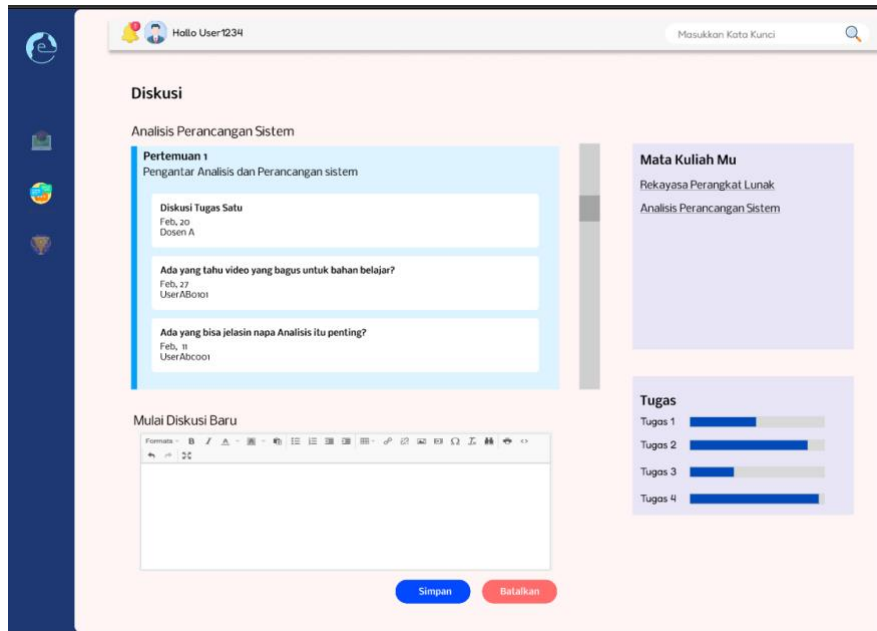 Hallo User1234
Masukkan Kata Kunci
Diskusi
Analisis Perancangan Sistem
Pertemuan 1
Pengantar Analisis dan Perancangan sistem
Diskusi Tugas Satu
Feb, 20
Dosen A
Ada yang tahu video yang bagus untuk bahan belajar?
Feb, 27
UserAB0101
Ada yang bisa jelasin napa Analisis itu penting?
Feb, 11
UserAbc001
Mulai Diskusi Baru
Formats
Simpan
Batalkan
Mata Kuliah Mu
Rekayasa Perangkat Lunak
Analisis Perancangan Sistem
Tugas
Tugas 1
Tugas 2
Tugas 3
Tugas 4